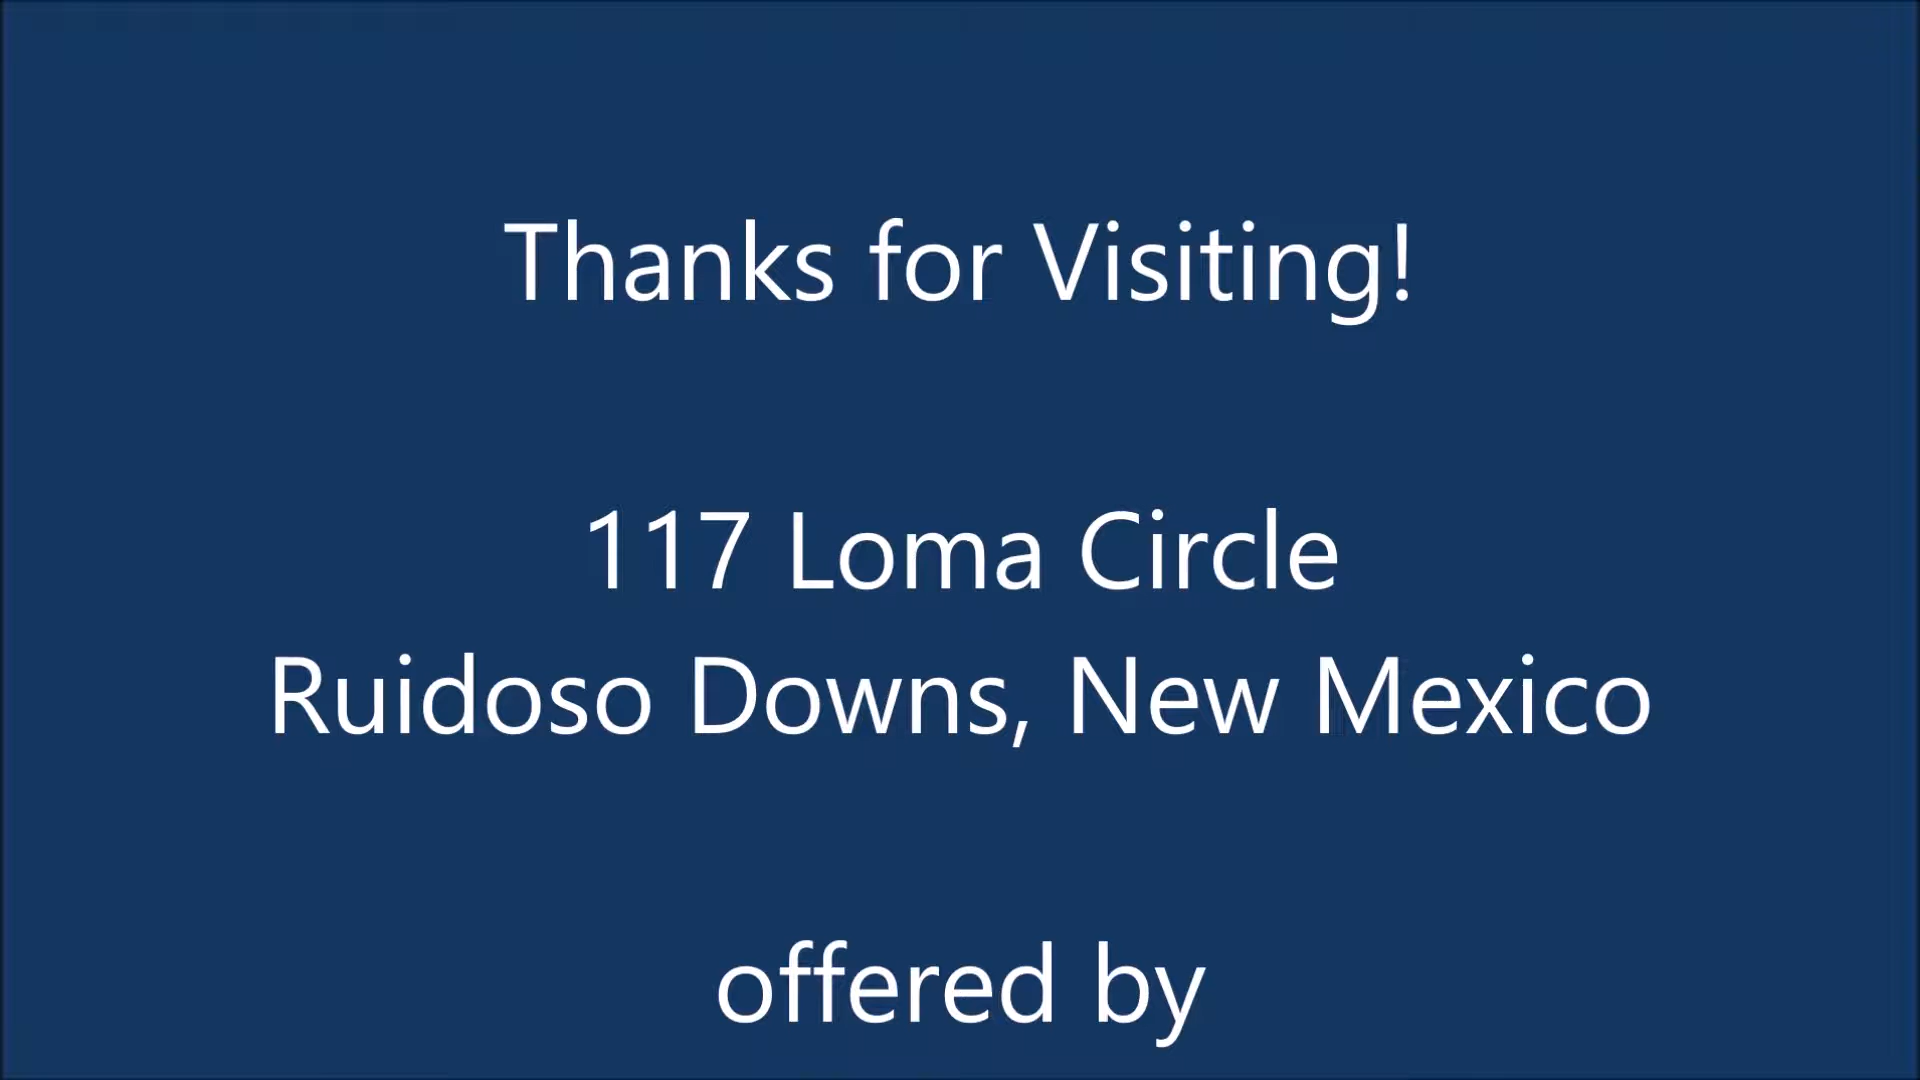 Thanks for Visiting!
117 Loma Circle
Ruidoso Downs, New Mexico
offered by